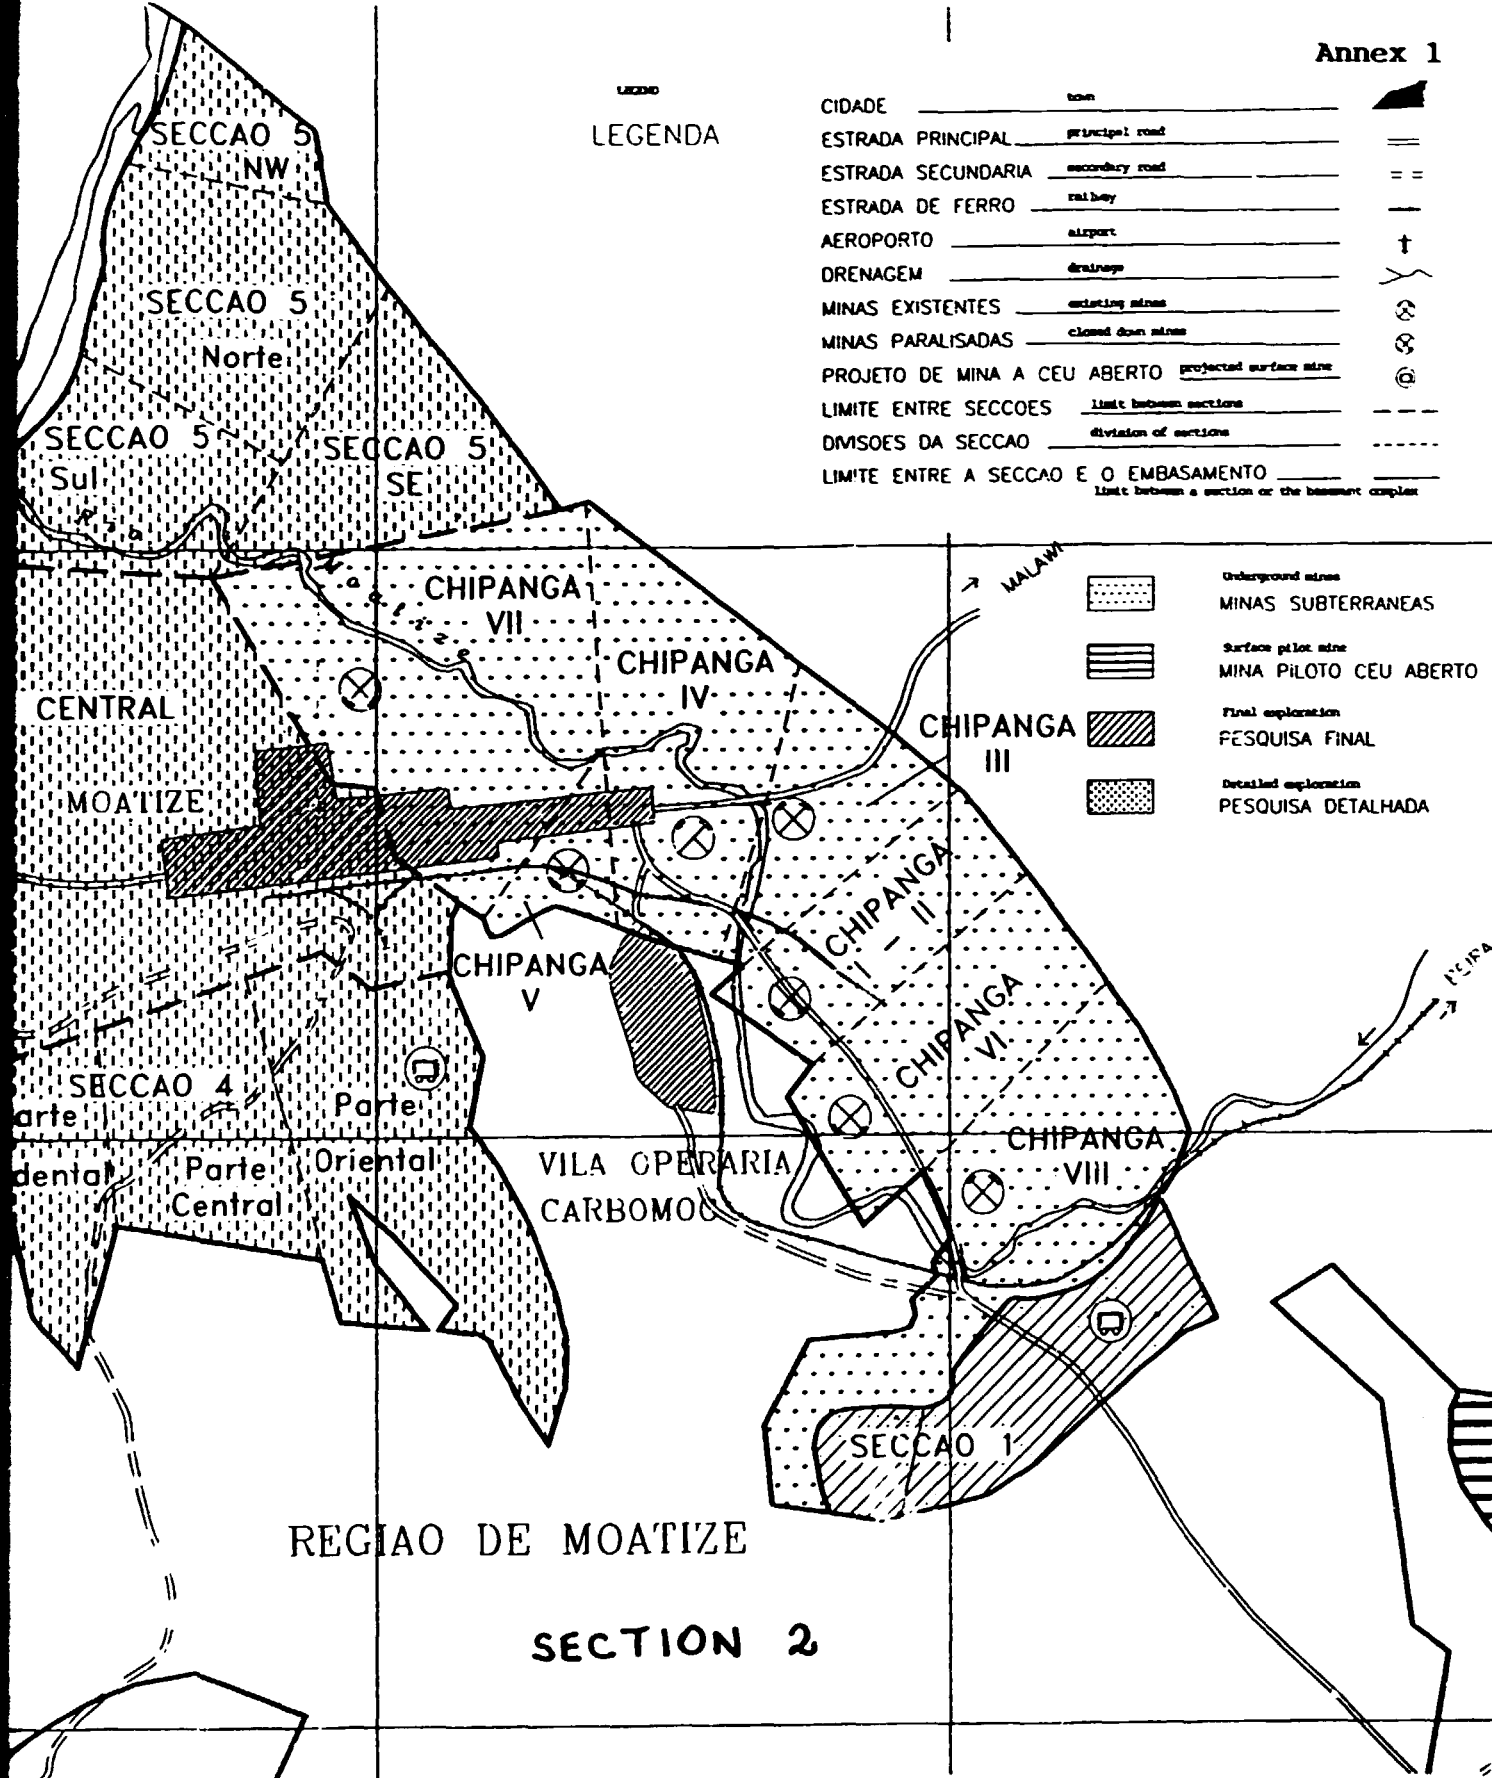 Annex 1
LEGEND
LEGENDA
CIDADE town
ESTRADA PRINCIPAL principal road
ESTRADA SECUNDARIA secondary road
ESTRADA DE FERRO railway
AEROPORTO airport
DRENAGEM drainage
MINAS EXISTENTES existing mines
MINAS PARALISADAS closed down mines
PROJETO DE MINA A CEU ABERTO projected surface mine
LIMITE ENTRE SECCOES limit between sections
DIVISOES DA SECCAO division of sections
LIMITE ENTRE A SECCAO E O EMBASAMENTO
limit between a section or the basement complex
Underground mines
MINAS SUBTERRANEAS
Surface pilot mine
MINA PILOTO CEU ABERTO
Final exploration
PESQUISA FINAL
Detailed exploration
PESQUISA DETALHADA
SECCAO 5
NW
SECCAO 5
Norte
SECCAO 5
Sul
SECCAO 5
SE
Rio Moatize
MALAWI
CHIPANGA
VII
CHIPANGA
IV
CHIPANGA
III
CENTRAL
MOATIZE
CHIPANGA
II
CHIPANGA
V
CHIPANGA
VI
BEIRA
SECCAO 4
arte
dental
Parte
Central
Parte
Oriental
CHIPANGA
VIII
VILA OPERARIA
CARBOMOC
SECCAO 1
REGIAO DE MOATIZE
SECTION 2